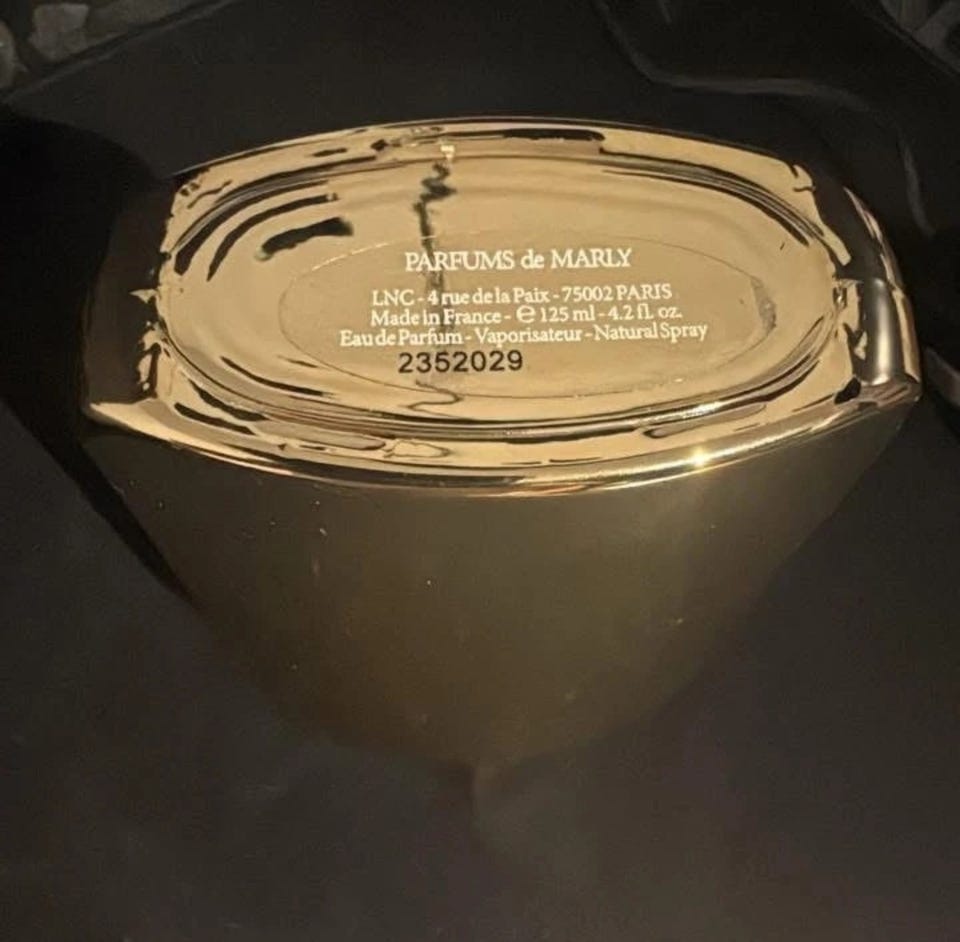 PARFUMS de MARLY
LNC - 4 rue de la Paix - 75002 PARIS
Made in France - ℮ 125 ml - 4.2 fl. oz.
Eau de Parfum - Vaporisateur - Natural Spray
2352029